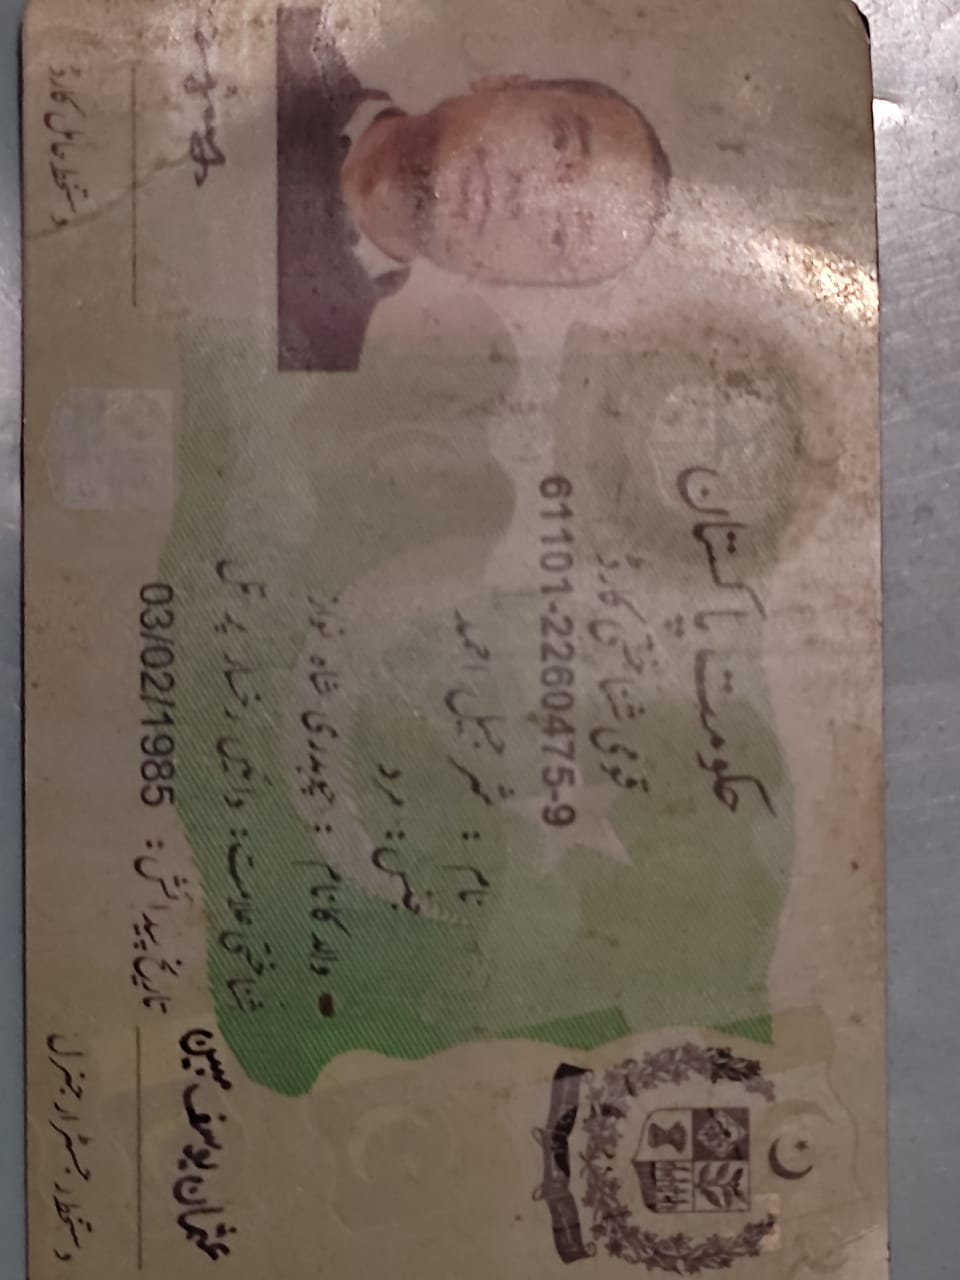 حکومت پاکستان
قومی شناختی کارڈ
61101-2260475-9
نام : شرجیل احمد
جنس: مرد
والد کا نام : چوہدری شاہ نواز
شناختی علامت: دائیں رخسار پر تل
تاریخ پیدائش: 03/02/1985
عثمان یوسف مبین
دستخط رجسٹرار جنرل
دستخط حامل کارڈ